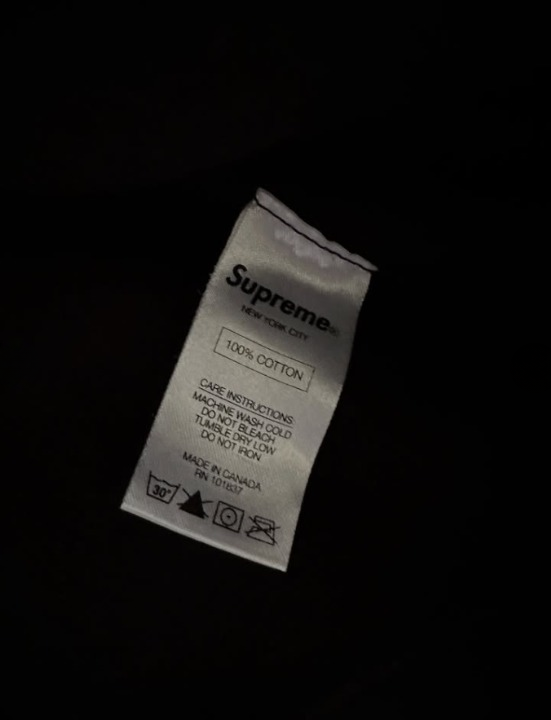 Supreme®
NEW YORK CITY
100% COTTON
CARE INSTRUCTIONS
MACHINE WASH COLD
DO NOT BLEACH
TUMBLE DRY LOW
DO NOT IRON
MADE IN CANADA
RN 101837
30°